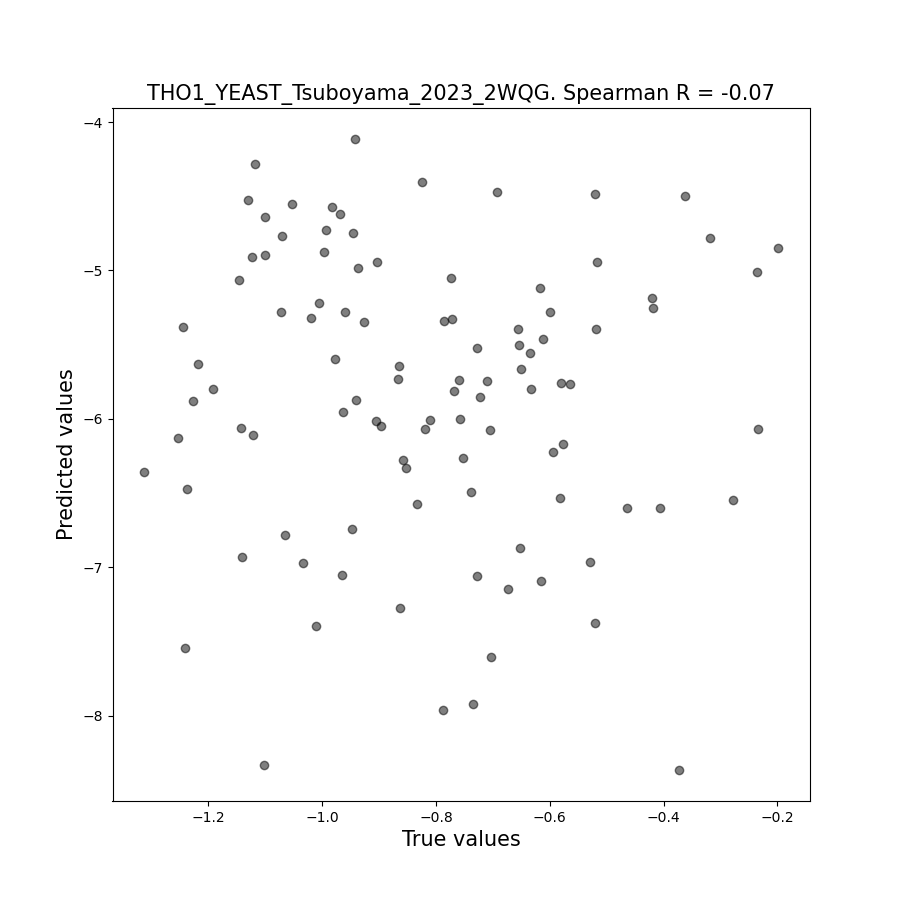 THO1_YEAST_Tsuboyama_2023_2WQG. Spearman R = -0.07
−4
−5
−6
−7
−8
Predicted values
−1.2 −1.0 −0.8 −0.6 −0.4 −0.2
True values